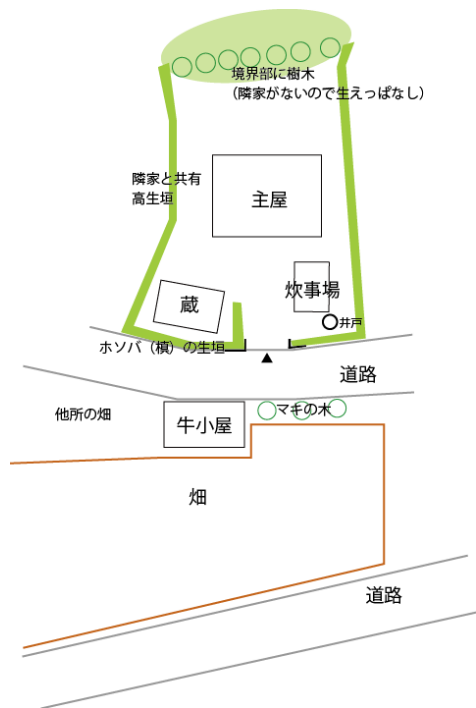 境界部に樹木
(隣家がないので生えっぱなし)
隣家と共有
高生垣
主屋
蔵
炊事場
井戸
ホソバ(槙)の生垣
道路
他所の畑
牛小屋
マキの木
畑
道路